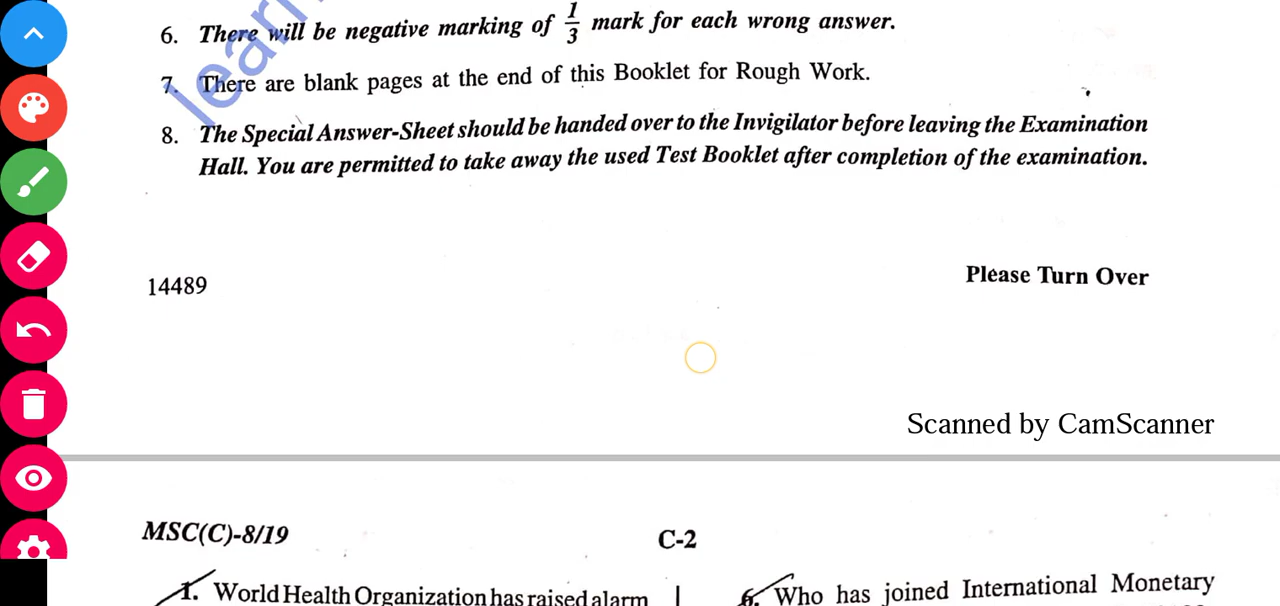 6. There will be negative marking of 1/3 mark for each wrong answer.
7. There are blank pages at the end of this Booklet for Rough Work.
8. The Special Answer-Sheet should be handed over to the Invigilator before leaving the Examination
Hall. You are permitted to take away the used Test Booklet after completion of the examination.
learn
14489
Please Turn Over
Scanned by CamScanner
MSC(C)-8/19
C-2
1. World Health Organization has raised alarm
6. Who has joined International Monetary